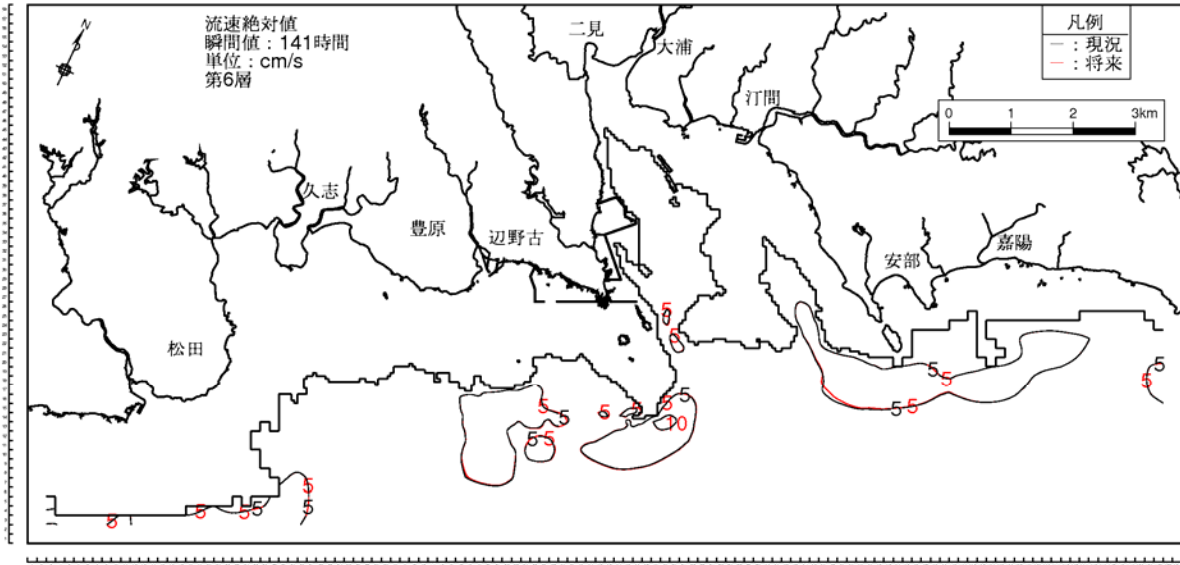 流速絶対値
瞬間値：141時間
単位：cm/s
第6層
N
二見
大浦
汀間
凡例
―：現況
―：将来
0 1 2 3km
久志
豊原
辺野古
安部
嘉陽
松田
5
5
5 5
5
5
5 5 5 5 5 5
10
5 5
5 5
5
5 5 5 5
5